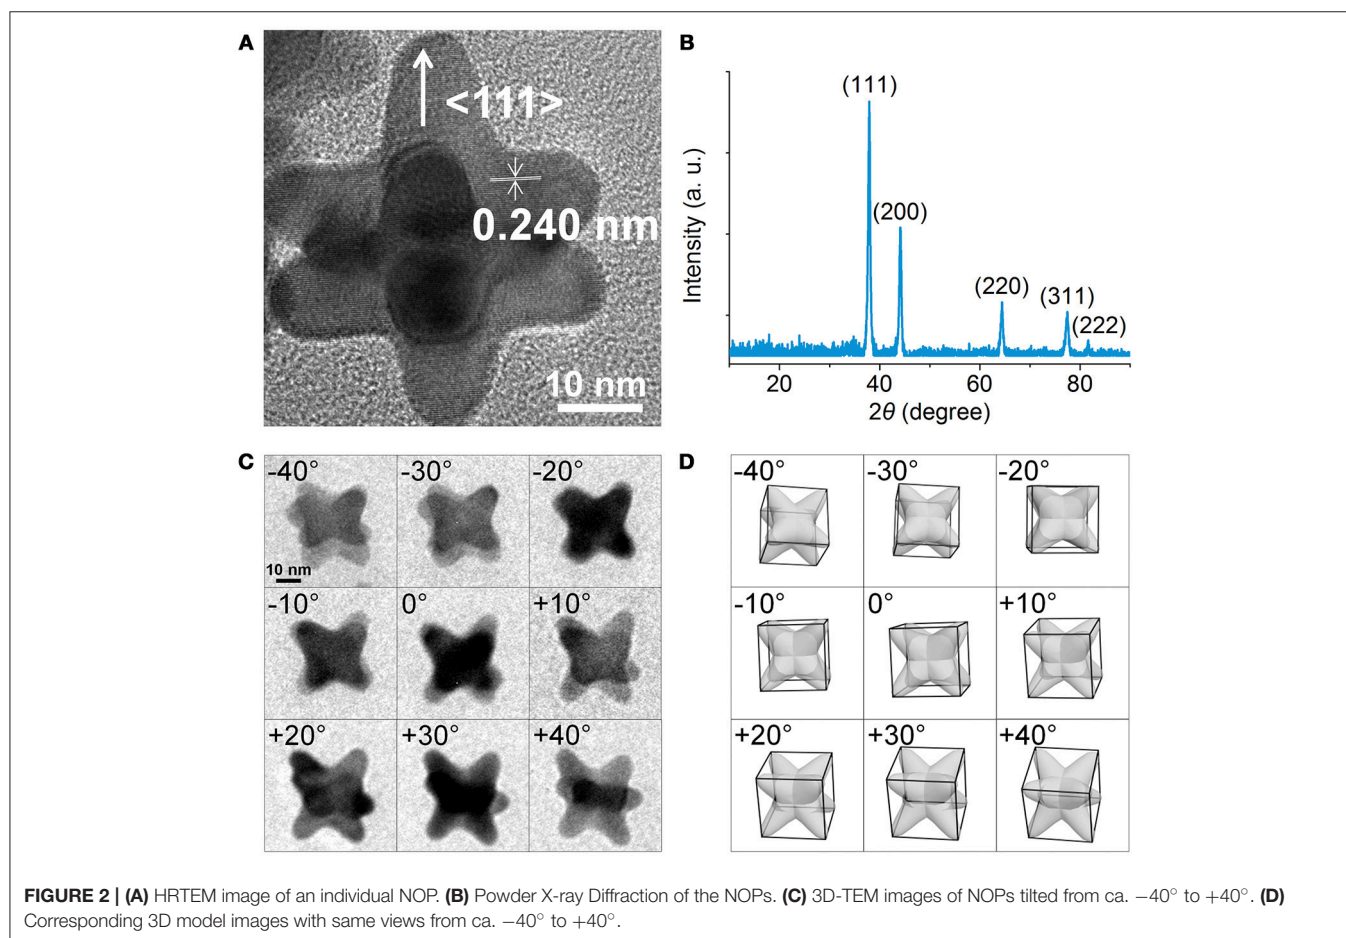 A
<111>
0.240 nm
10 nm
B
(111)
(200)
(220)
(311)
(222)
Intensity (a. u.)
20 40 60 80
2θ (degree)
C
-40° -30° -20°
10 nm
-10° 0° +10°
+20° +30° +40°
D
-40° -30° -20°
-10° 0° +10°
+20° +30° +40°
FIGURE 2 | (A) HRTEM image of an individual NOP. (B) Powder X-ray Diffraction of the NOPs. (C) 3D-TEM images of NOPs tilted from ca. −40° to +40°. (D)
Corresponding 3D model images with same views from ca. −40° to +40°.